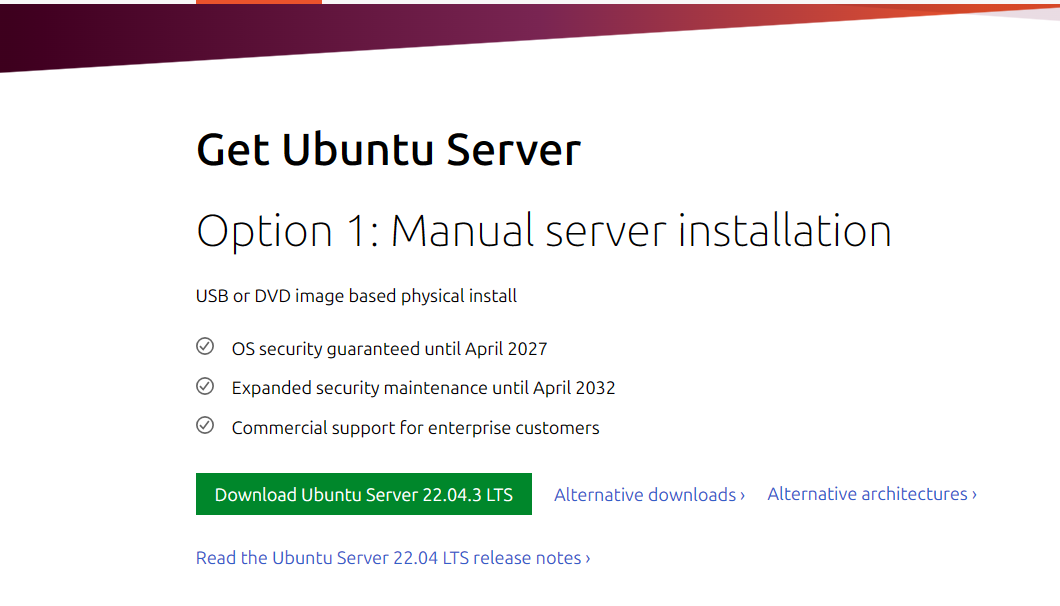 Get Ubuntu Server
Option 1: Manual server installation
USB or DVD image based physical install
OS security guaranteed until April 2027
Expanded security maintenance until April 2032
Commercial support for enterprise customers
Download Ubuntu Server 22.04.3 LTS Alternative downloads › Alternative architectures ›
Read the Ubuntu Server 22.04 LTS release notes ›